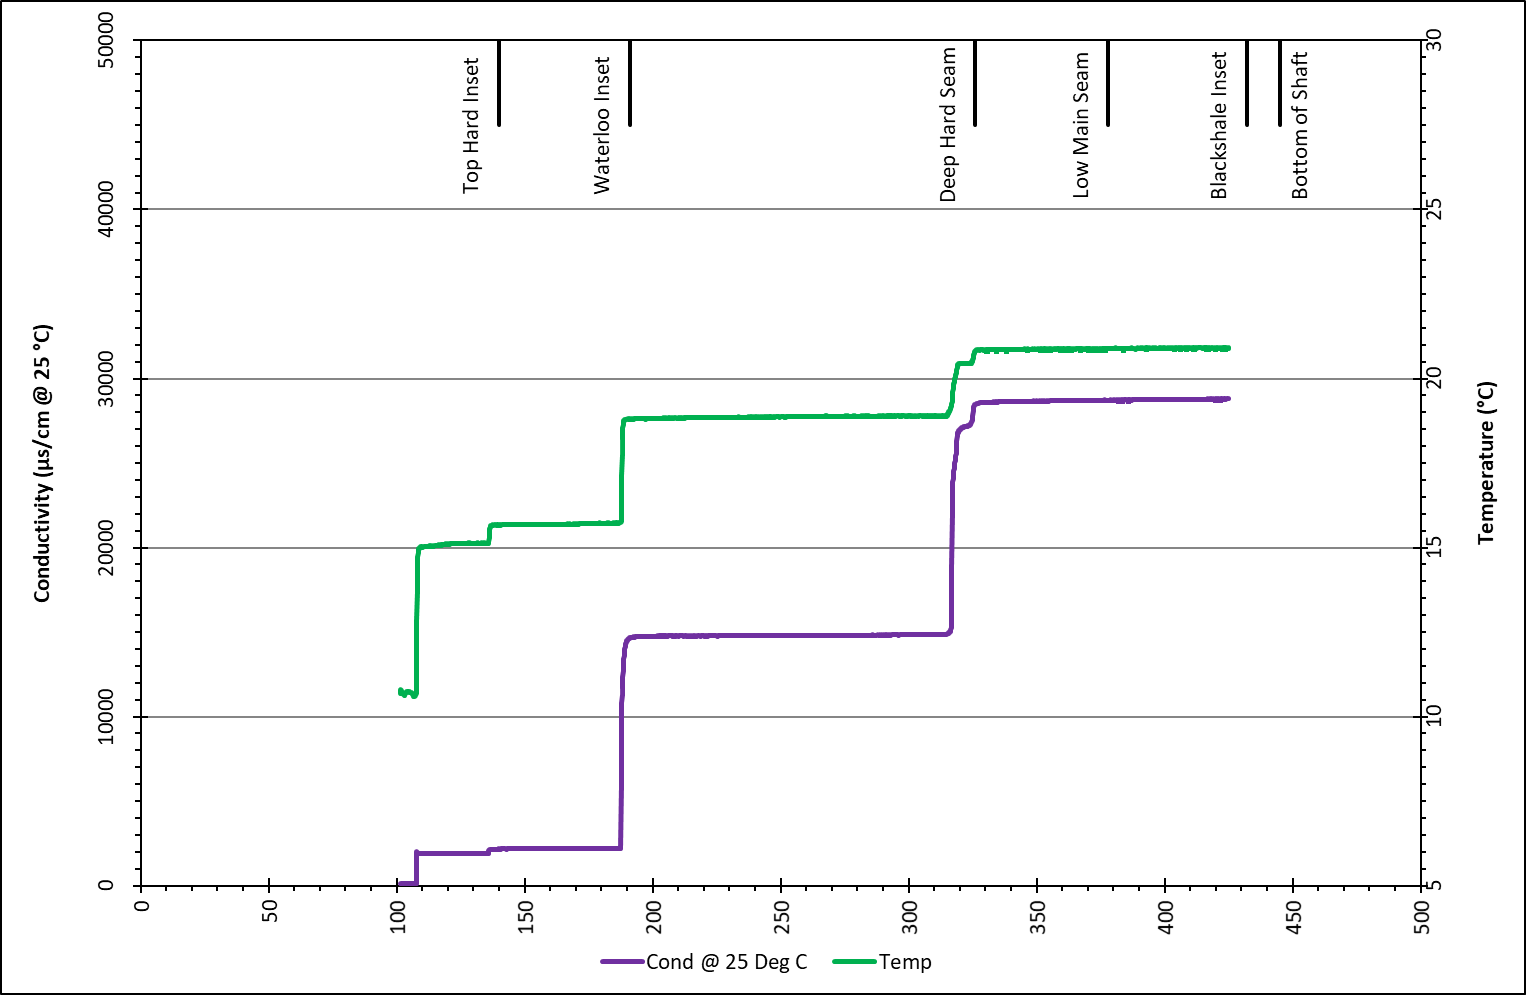 Conductivity (µs/cm @ 25 °C)
50000
40000
30000
20000
10000
0
Top Hard Inset
Waterloo Inset
Deep Hard Seam
Low Main Seam
Blackshale Inset
Bottom of Shaft
30
25
20
15
10
5
Temperature (°C)
0
50
100
150
200
250
300
350
400
450
500
Cond @ 25 Deg C
Temp